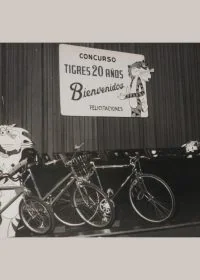 CONCURSO
TIGRES 20 AÑOS
Bienvenidos
FELICITACIONES